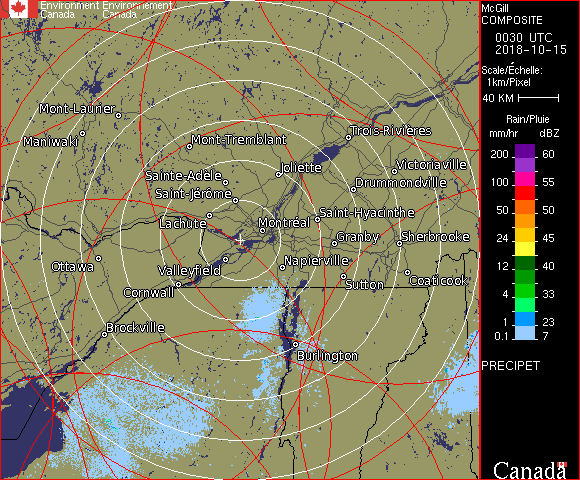 Environment Environnement
Canada Canada
McGill
COMPOSITE
0030 UTC
2018-10-15
Scale/Échelle:
1km/Pixel
40 KM
Rain/Pluie
mm/hr dBZ
200 60
100 55
50 50
24 45
12 40
4 33
1 23
0.1 7
PRECIPET
Canada
Mont-Laurier
Maniwaki
Mont-Tremblant
Trois-Rivières
Victoriaville
Joliette
Sainte-Adèle
Drummondville
Saint-Jérôme
Saint-Hyacinthe
Lachute
Montréal
Granby
Sherbrooke
Ottawa
Valleyfield
Napierville
Sutton
Coaticook
Cornwall
Brockville
Burlington